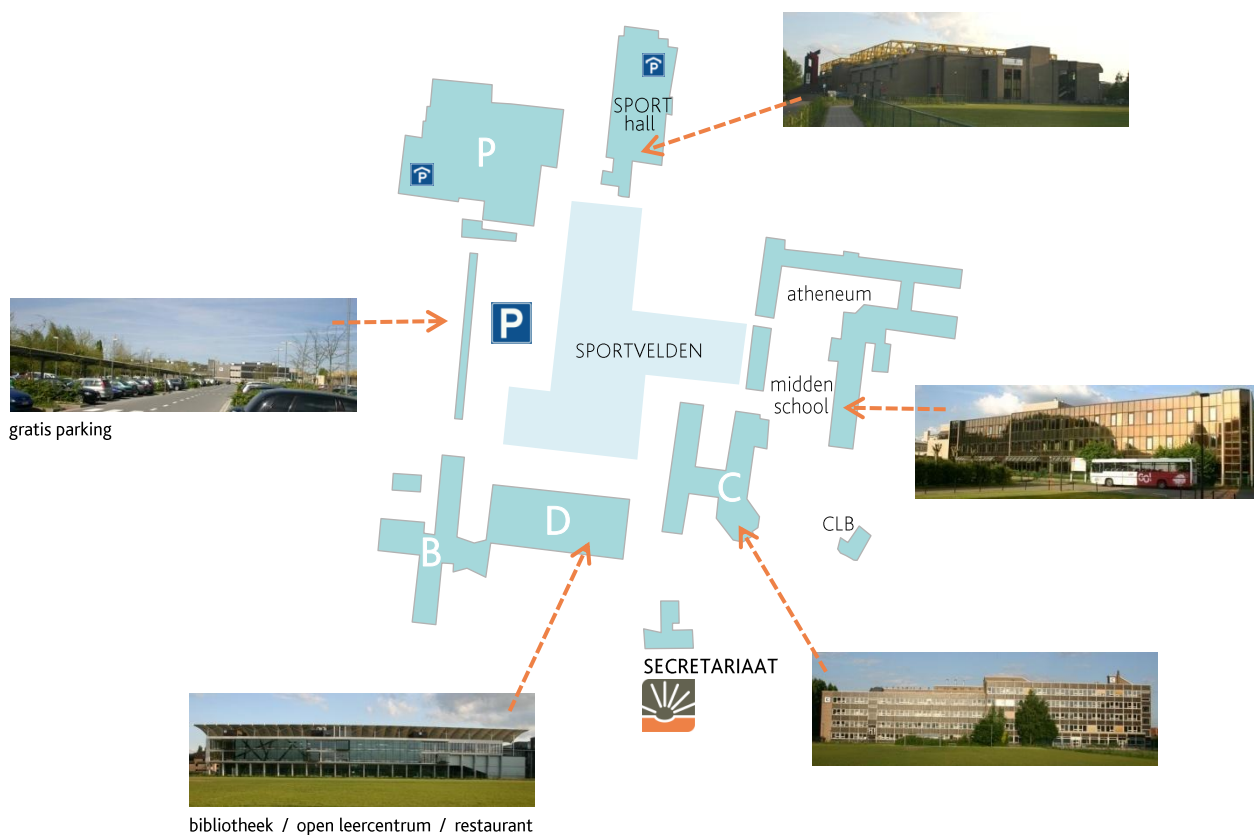 P
SPORT
hall
P
P
atheneum
P
SPORTVELDEN
midden
school
gratis parking
C
D
CLB
B
SECRETARIAAT
bibliotheek / open leercentrum / restaurant